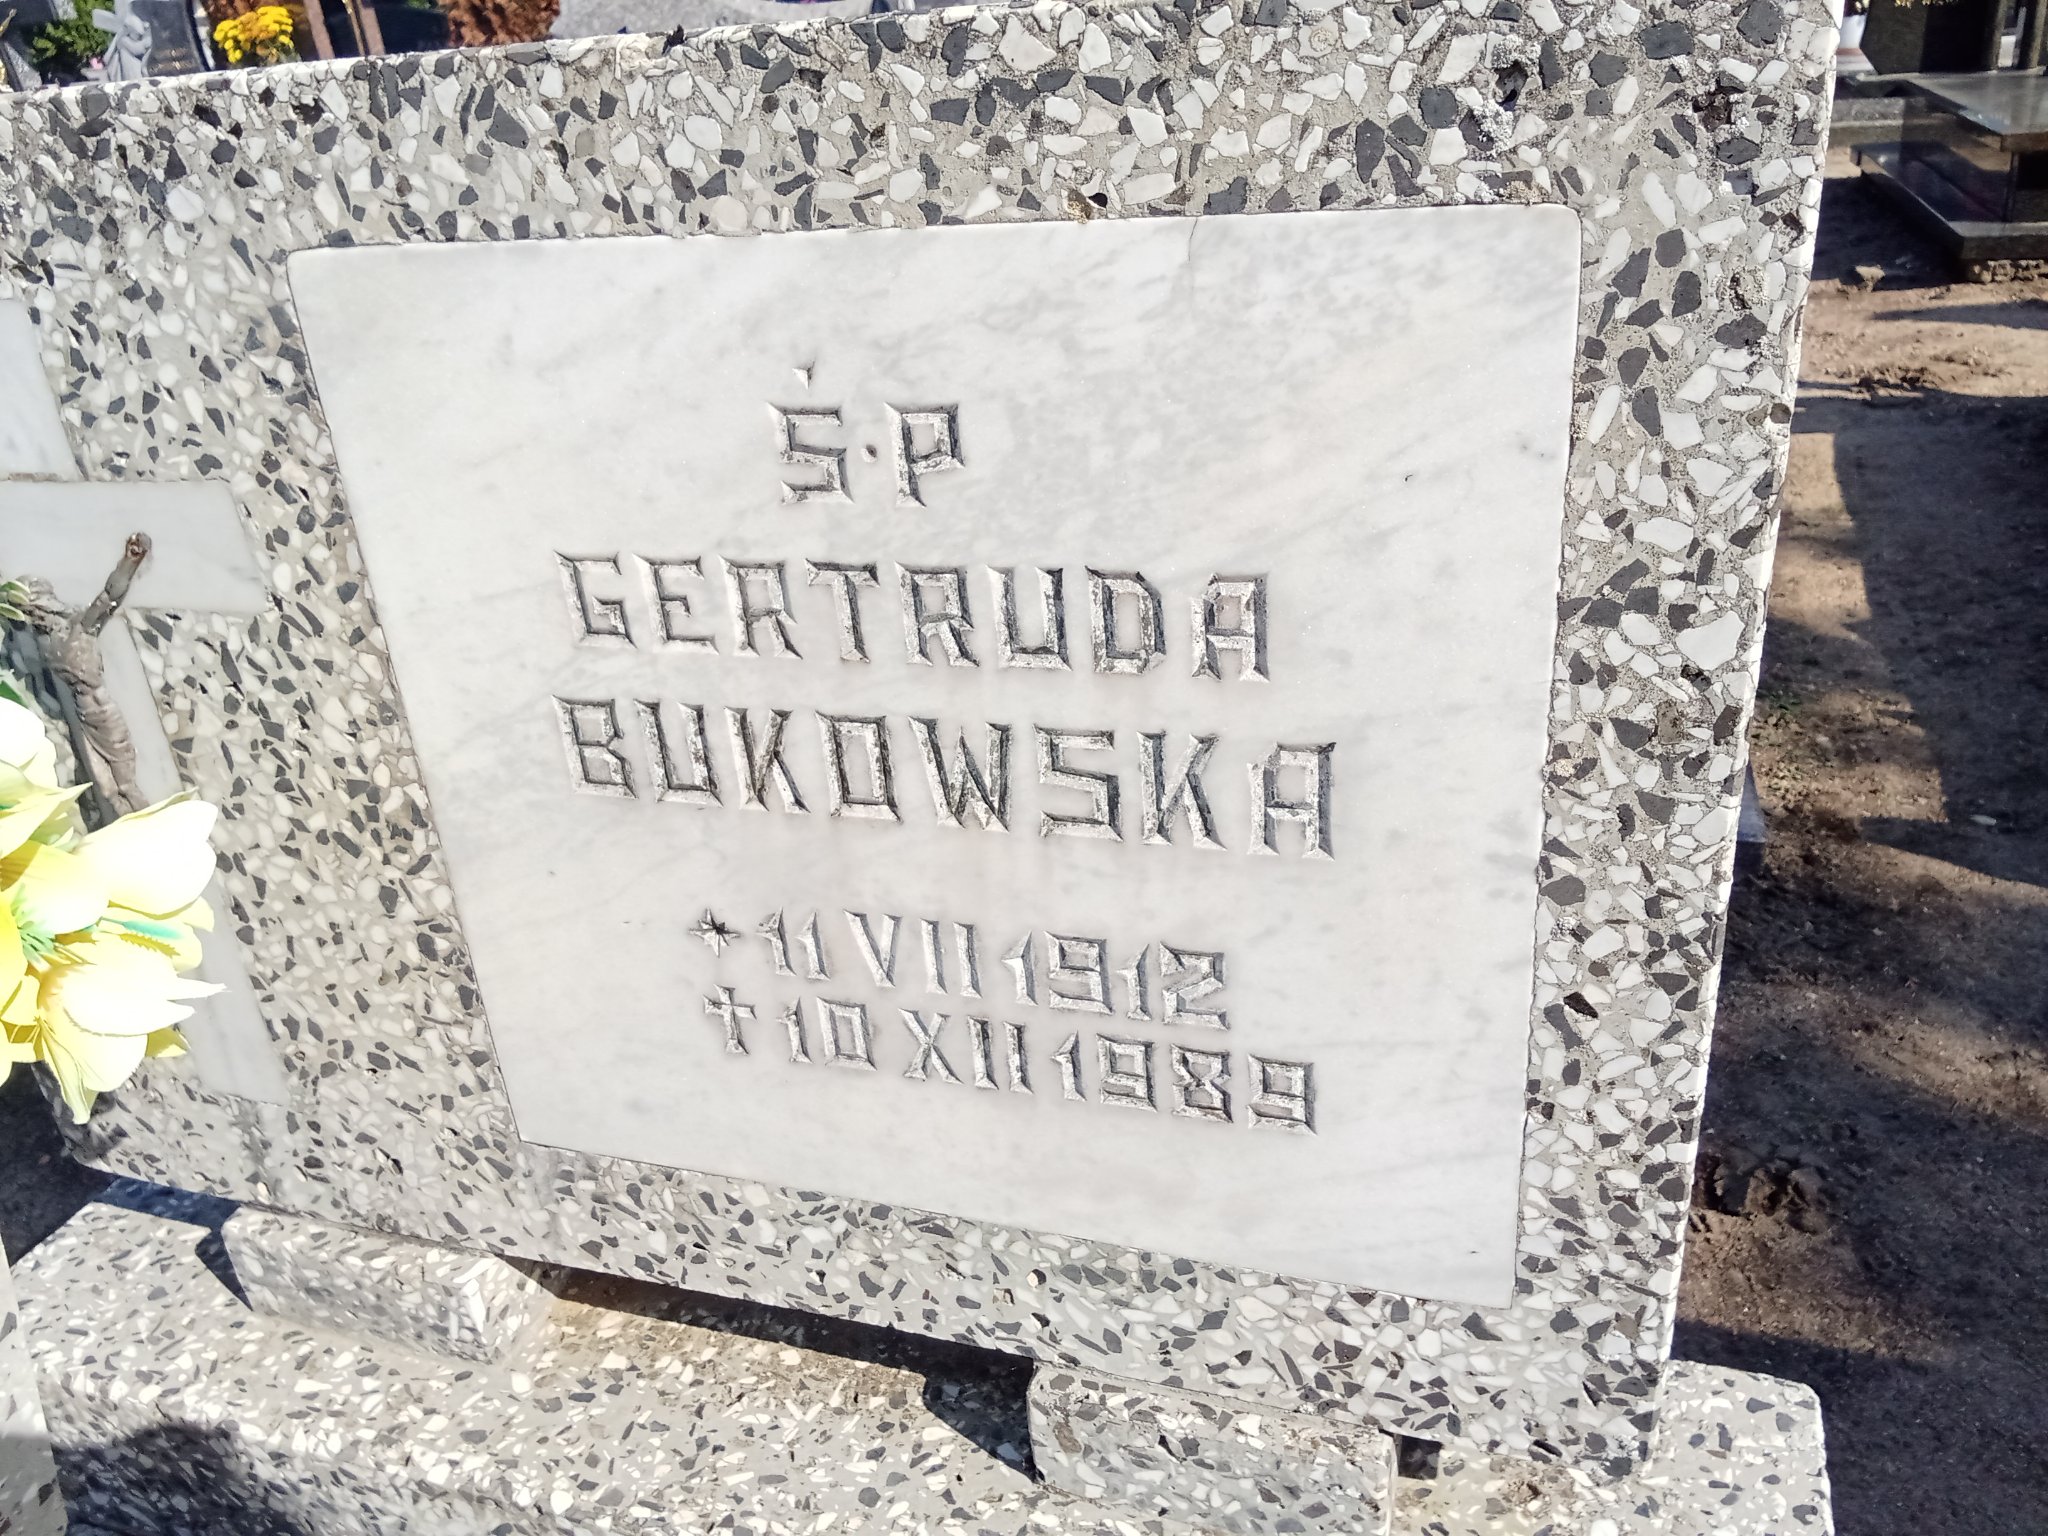 Ś·P
GERTRUDA
BUKOWSKA
* 11 VII 1912
✝ 10 XII 1989